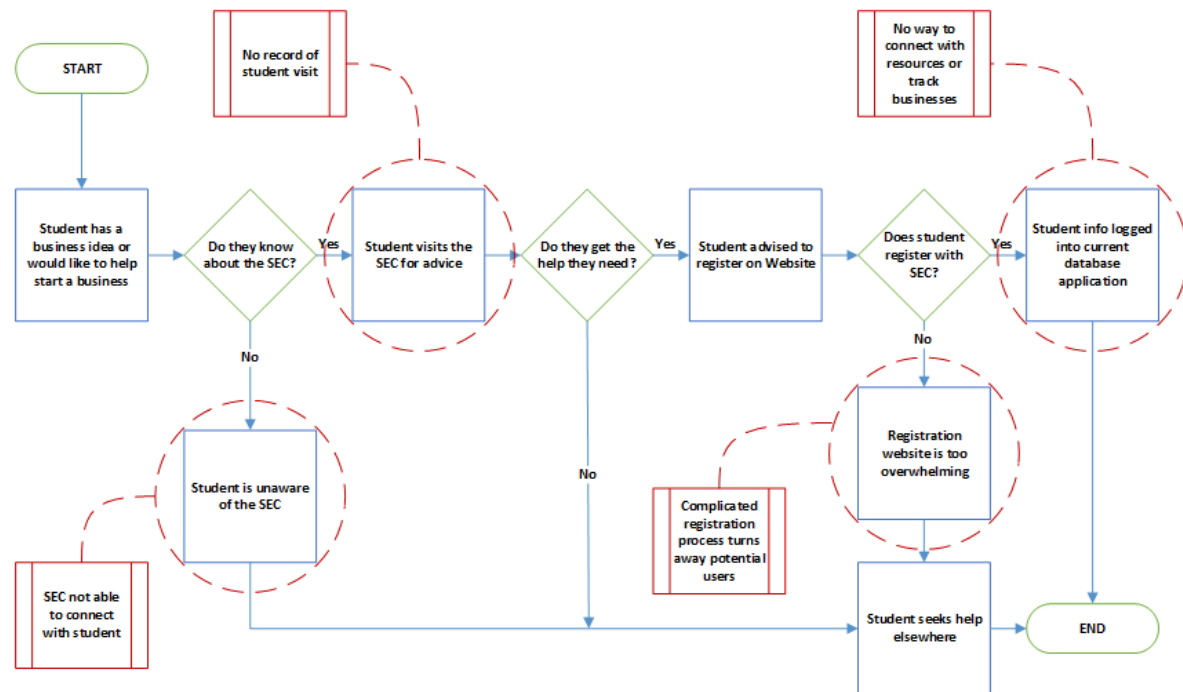 START
No record of
student visit
No way to
connect with
resources or
track
businesses
Student has a
business idea or
would like to help
start a business
Do they know
about the SEC?
Yes
Student visits the
SEC for advice
Do they get the
help they need?
Yes
Student advised to
register on Website
Does student
register with
SEC?
Yes
Student info logged
into current
database
application
No
No
Student is unaware
of the SEC
No
Registration
website is too
overwhelming
Complicated
registration
process turns
away potential
users
SEC not able
to connect
with student
Student seeks help
elsewhere
END